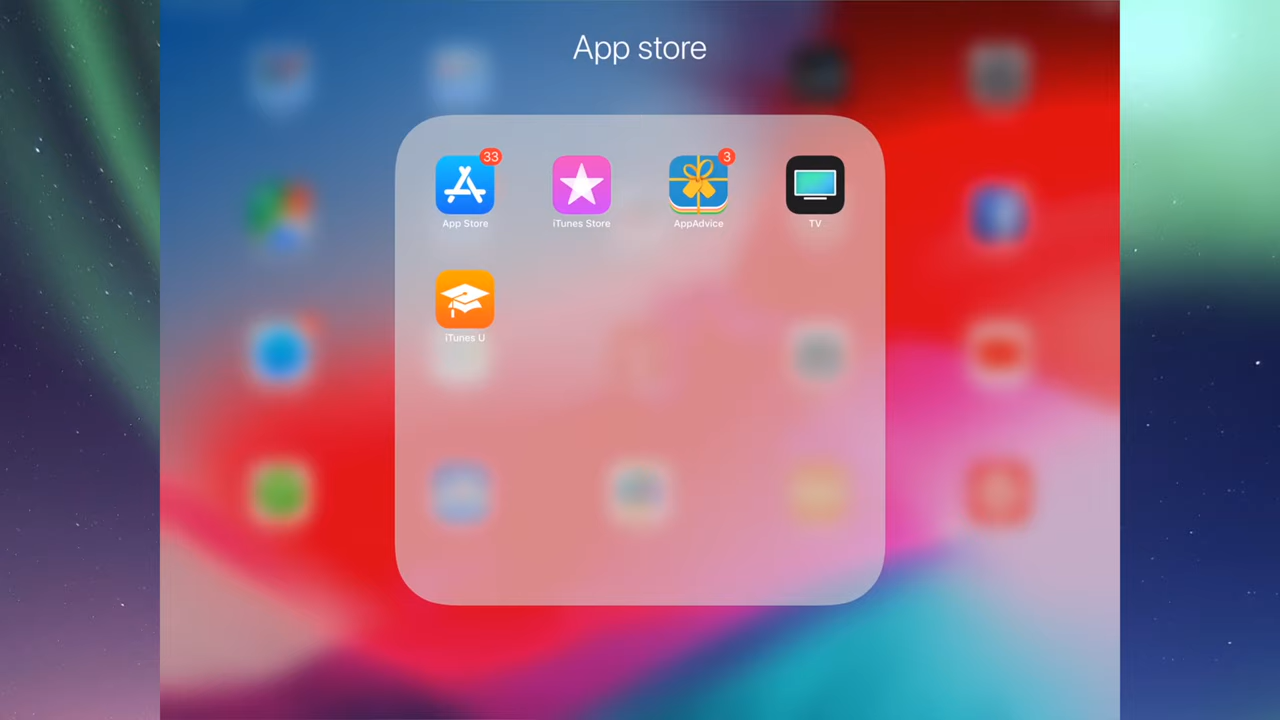 App store
33
3
App Store
iTunes Store
AppAdvice
TV
iTunes U